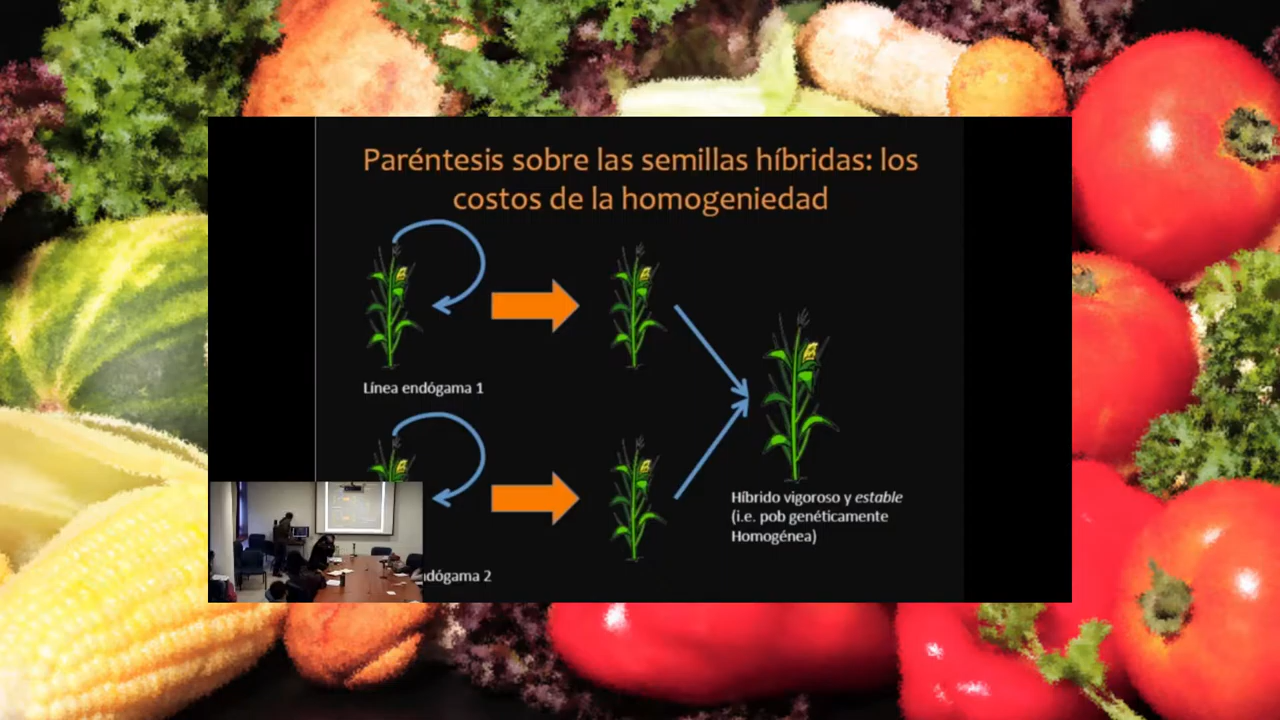 Paréntesis sobre las semillas híbridas: los
costos de la homogeniedad
Línea endógama 1
Híbrido vigoroso y estable
(i.e. pob genéticamente
Homogénea)
2